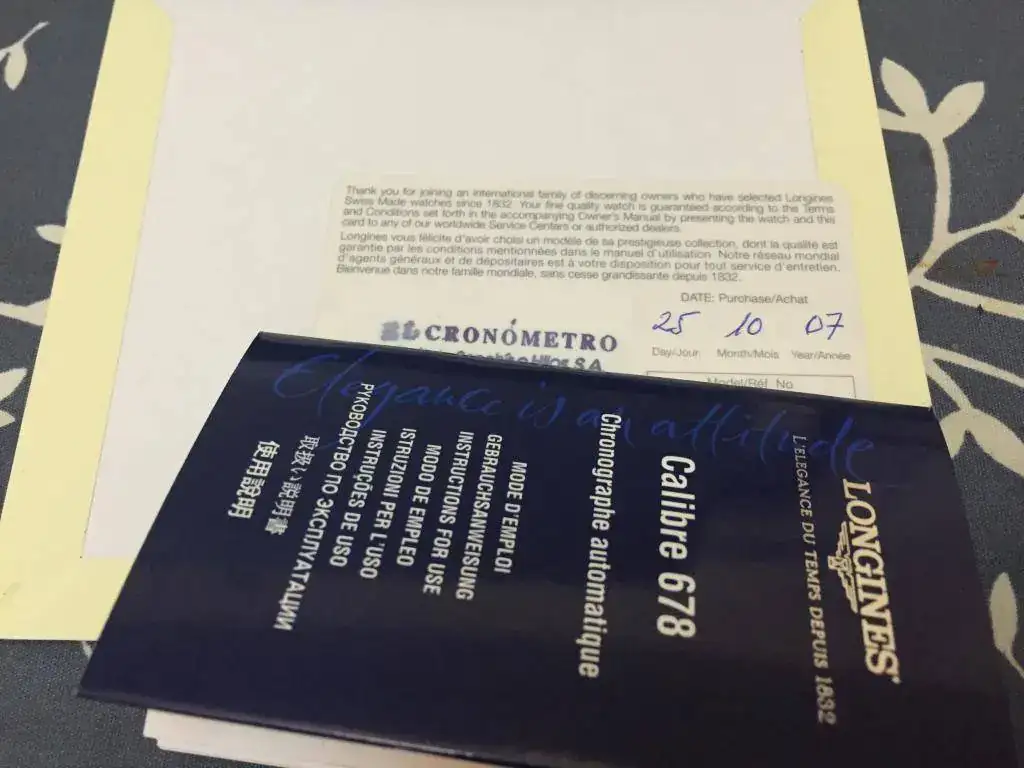 Thank you for joining an international family of discerning owners who have selected Longines
Swiss Made watches since 1832. Your fine quality watch is guaranteed according to the Terms
and Conditions set forth in the accompanying Owner's Manual by presenting the watch and this
card to any of our worldwide Service Centers or authorized dealers.
Longines vous félicite d'avoir choisi un modèle de sa prestigieuse collection, dont la qualité est
garantie par les conditions mentionnées dans le manuel d'utilisation. Notre réseau mondial
d'agents généraux et de dépositaires est à votre disposition pour tout service d'entretien.
Bienvenue dans notre famille mondiale, sans cesse grandissante depuis 1832.
DATE: Purchase/Achat
25 10 07
Day/Jour Month/Mois Year/Année
EL CRONÓMETRO
S.A.
Model/Réf. No
Elegance is an attitude
LONGINES
L'ELEGANCE DU TEMPS DEPUIS 1832
Calibre 678
Chronographe automatique
MODE D'EMPLOI
GEBRAUCHSANWEISUNG
INSTRUCTIONS FOR USE
MODO DE EMPLEO
ISTRUZIONI PER L'USO
INSTRUÇÕES DE USO
РУКОВОДСТВО ПО ЭКСПЛУАТАЦИИ
取扱い説明書
使用說明